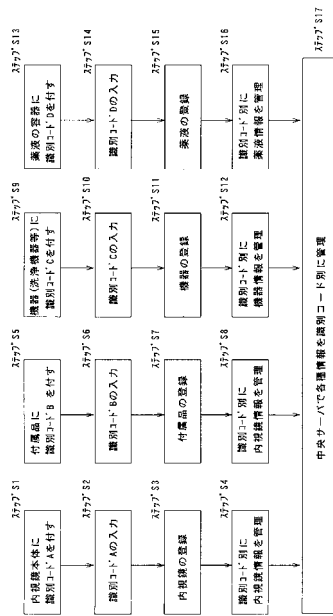 ステップS1
内視鏡本体に
識別コードAを付す
ステップS2
識別コードAの入力
ステップS3
内視鏡の登録
ステップS4
識別コード別に
内視鏡情報を管理
ステップS5
付属品に
識別コードBを付す
ステップS6
識別コードBの入力
ステップS7
付属品の登録
ステップS8
識別コード別に
内視鏡情報を管理
ステップS9
機器(洗浄機器等)に
識別コードCを付す
ステップS10
識別コードCの入力
ステップS11
機器の登録
ステップS12
識別コード別に
機器情報を管理
ステップS13
薬液の容器に
識別コードDを付す
ステップS14
識別コードDの入力
ステップS15
薬液の登録
ステップS16
識別コード別に
薬液情報を管理
ステップS17
中央サーバで各種情報を識別コード別に管理